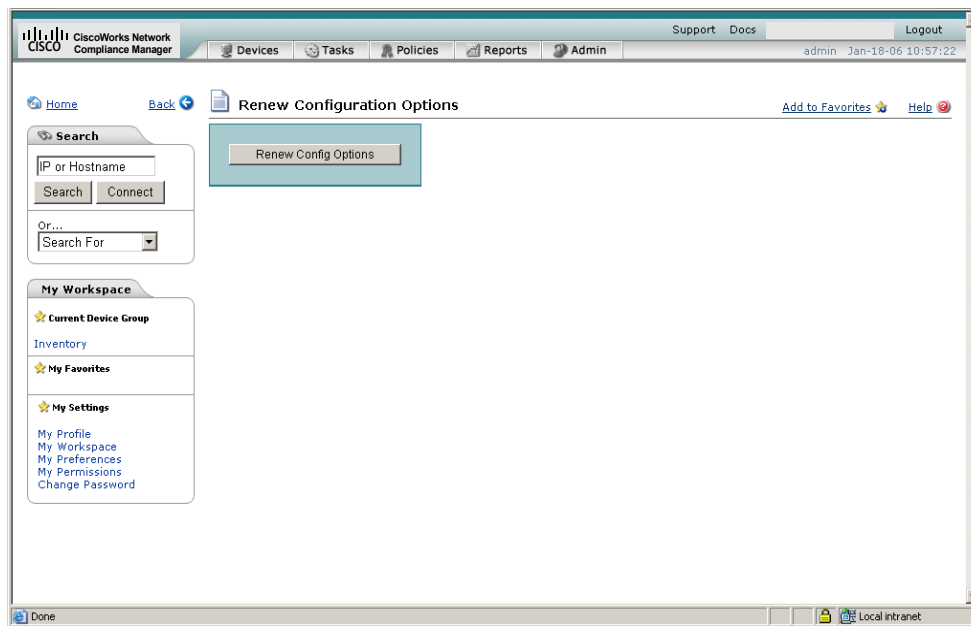 Support Docs Logout
CISCO CiscoWorks Network
Compliance Manager
Devices Tasks Policies Reports Admin
admin Jan-18-06 10:57:22
Home Back
Renew Configuration Options
Add to Favorites Help
Search
IP or Hostname
Search Connect
Or...
Search For
Renew Config Options
My Workspace
Current Device Group
Inventory
My Favorites
My Settings
My Profile
My Workspace
My Preferences
My Permissions
Change Password
Done
Local intranet